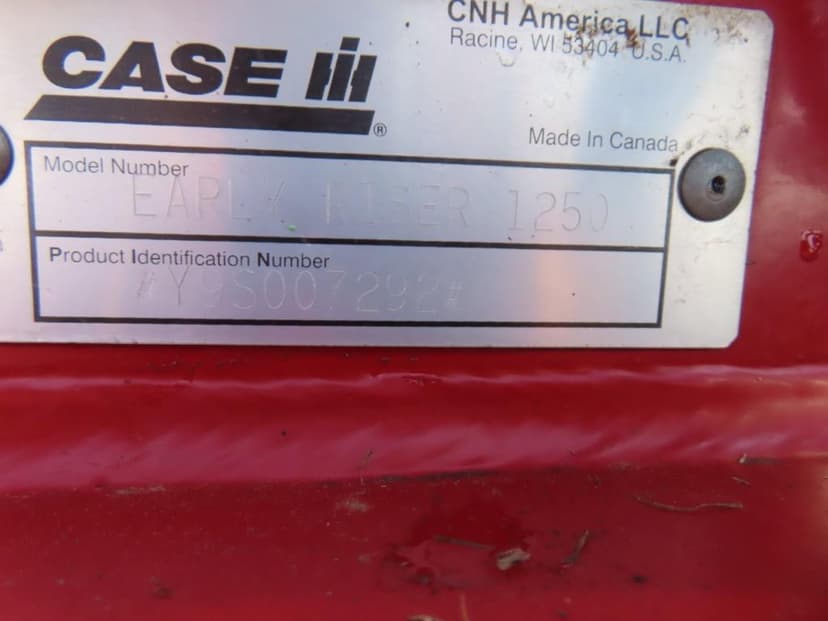 CNH America LLC
Racine, WI 53404 U.S.A.
CASE IH ®
Made In Canada
Model Number
EARLY RISER 1250
Product Identification Number
*Y9S007292*